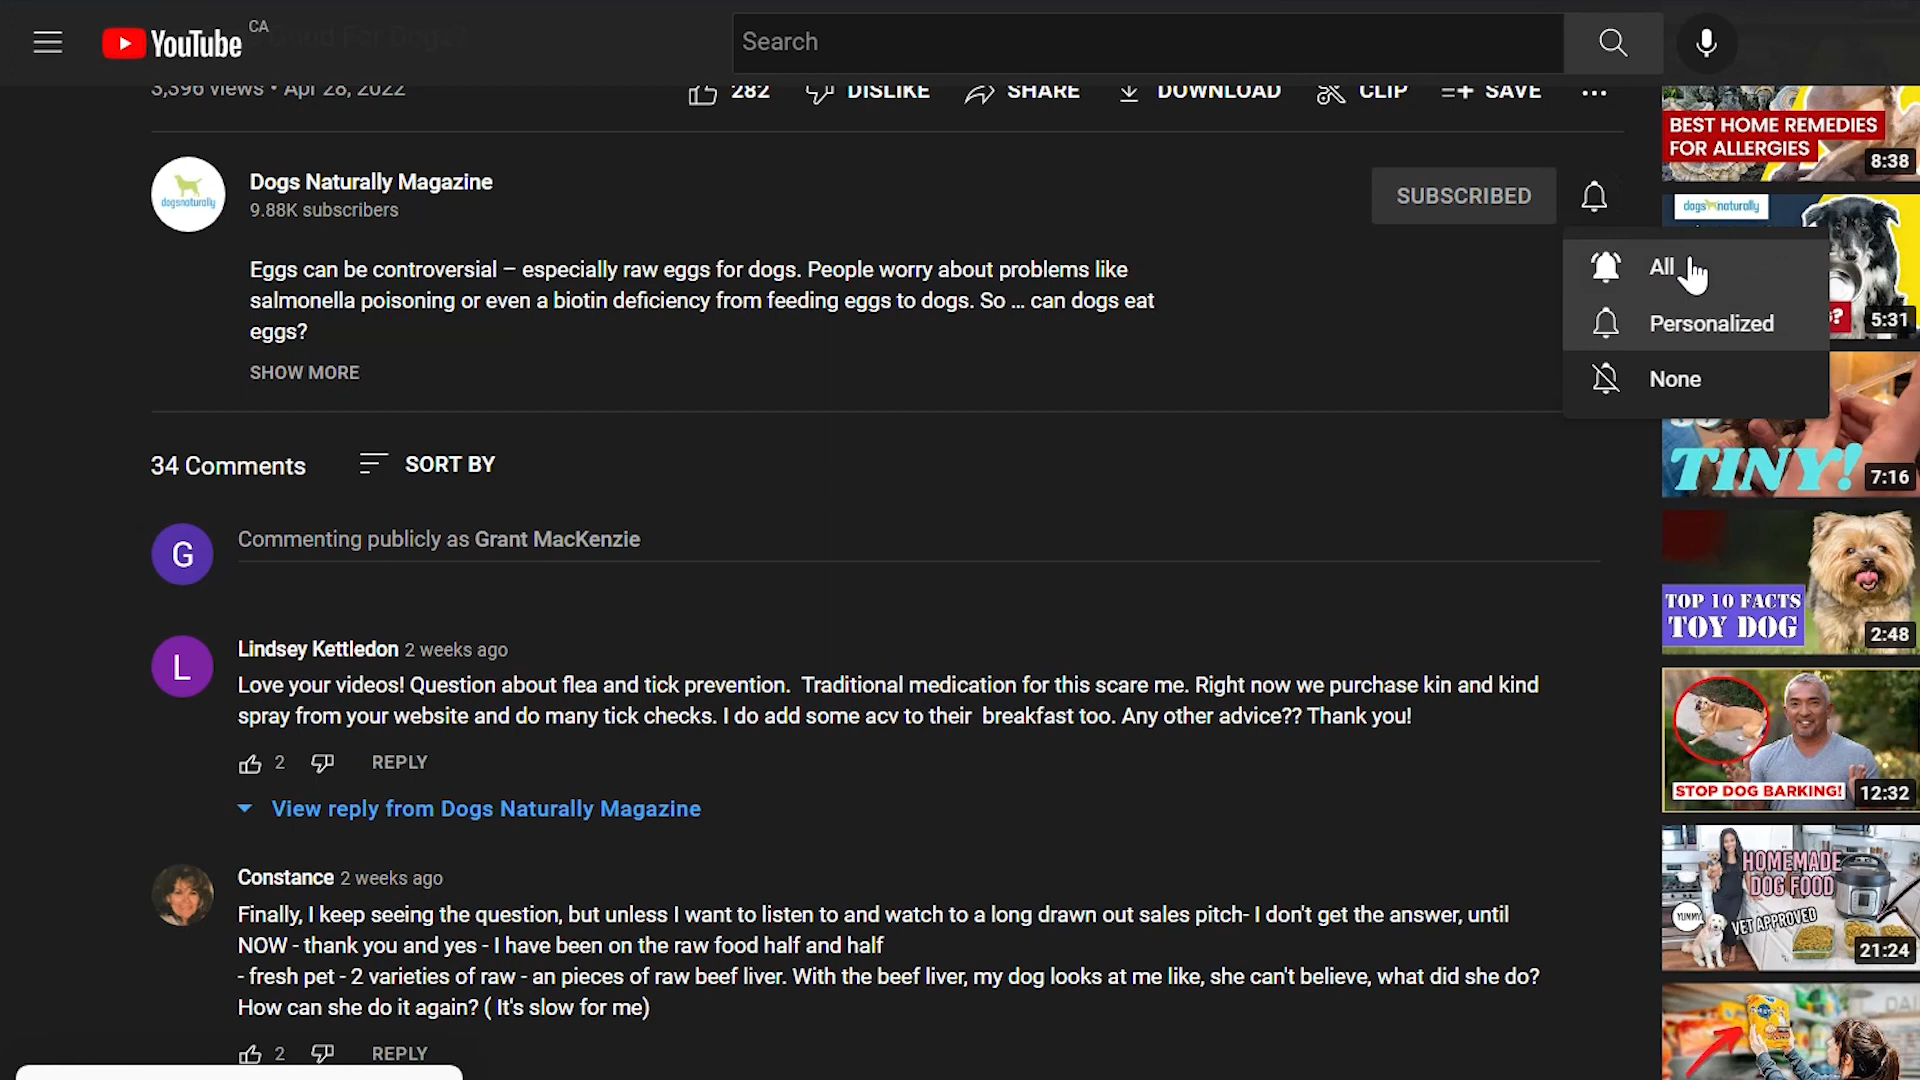 YouTube CA
Search
3,396 views • Apr 28, 2022
282 DISLIKE SHARE DOWNLOAD CLIP SAVE
dogsnaturally
Dogs Naturally Magazine
9.88K subscribers
SUBSCRIBED
Eggs can be controversial – especially raw eggs for dogs. People worry about problems like
salmonella poisoning or even a biotin deficiency from feeding eggs to dogs. So ... can dogs eat
eggs?
SHOW MORE
All
Personalized
None
34 Comments SORT BY
G
Commenting publicly as Grant MacKenzie
L
Lindsey Kettledon 2 weeks ago
Love your videos! Question about flea and tick prevention. Traditional medication for this scare me. Right now we purchase kin and kind
spray from your website and do many tick checks. I do add some acv to their breakfast too. Any other advice?? Thank you!
2 REPLY
View reply from Dogs Naturally Magazine
Constance 2 weeks ago
Finally, I keep seeing the question, but unless I want to listen to and watch to a long drawn out sales pitch- I don't get the answer, until
NOW - thank you and yes - I have been on the raw food half and half
- fresh pet - 2 varieties of raw - an pieces of raw beef liver. With the beef liver, my dog looks at me like, she can't believe, what did she do?
How can she do it again? ( It's slow for me)
2 REPLY
BEST HOME REMEDIES
FOR ALLERGIES
8:38
dogs naturally
?
5:31
TINY!
7:16
TOP 10 FACTS
TOY DOG
2:48
STOP DOG BARKING!
12:32
HOMEMADE
DOG FOOD
YUMMY
VET APPROVED
21:24